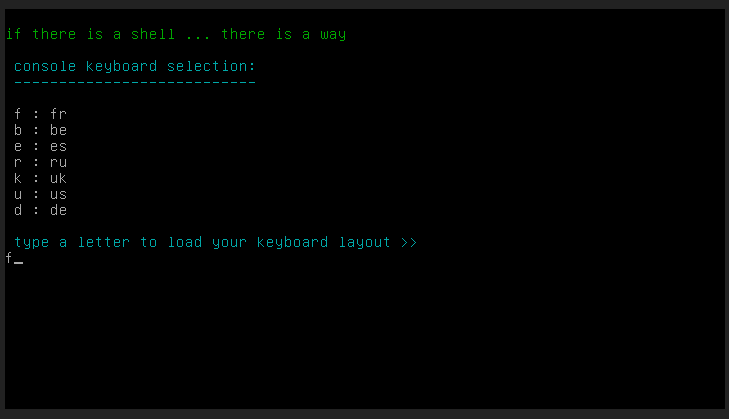 if there is a shell ... there is a way
console keyboard selection:
---------------------------
f : fr
b : be
e : es
r : ru
k : uk
u : us
d : de
type a letter to load your keyboard layout >>
f_